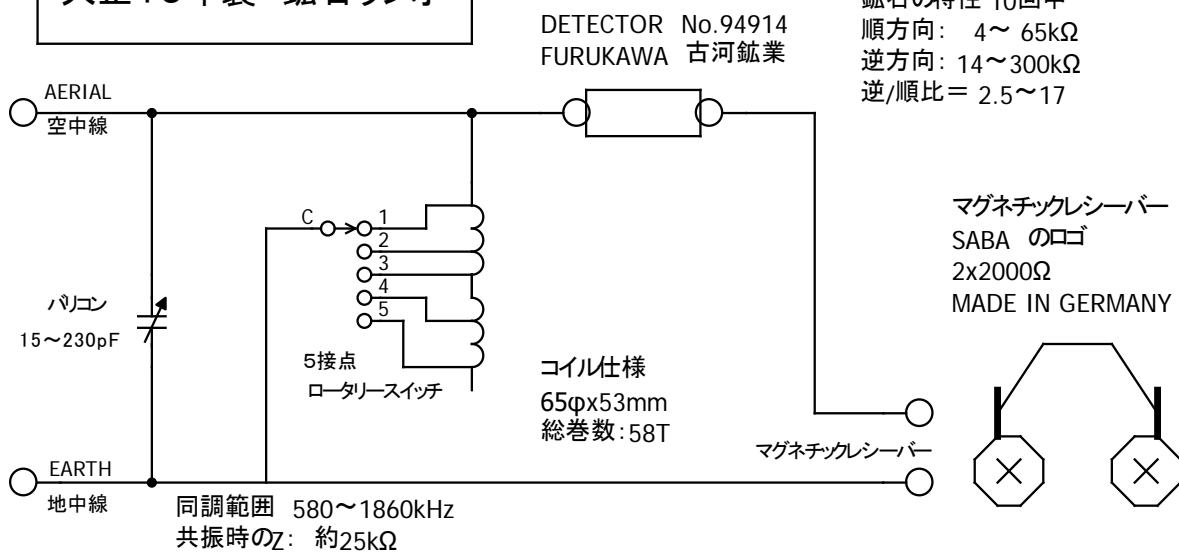 DETECTOR No.94914
FURUKAWA 古河鉱業
順方向: 4～ 65kΩ
逆方向: 14～300kΩ
逆/順比＝ 2.5～17
AERIAL
空中線
C
1
2
3
4
5
マグネチックレシーバー
SABA のロゴ
2x2000Ω
MADE IN GERMANY
バリコン
15～230pF
5接点
ロータリースイッチ
コイル仕様
65φx53mm
総巻数:58T
マグネチックレシーバー
EARTH
地中線
同調範囲 580～1860kHz
共振時のZ: 約25kΩ